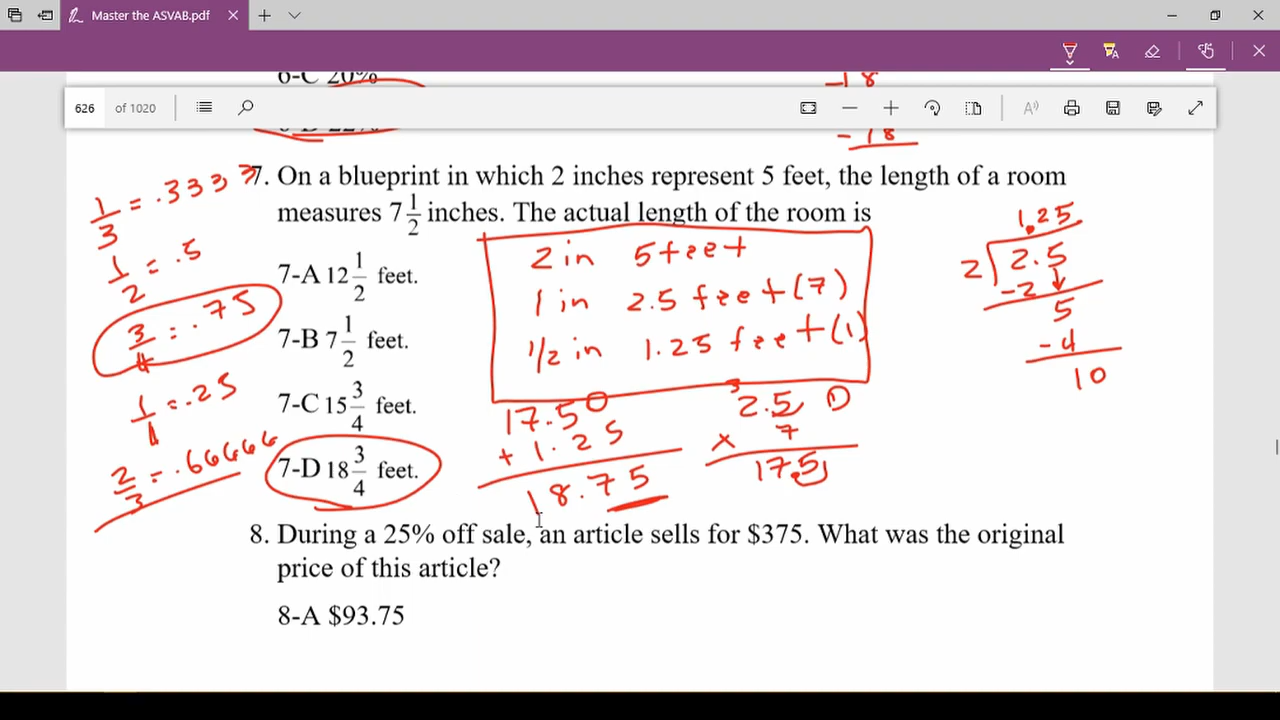 Master the ASVAB.pdf
6-C 20%
-18
626 of 1020
-18
7. On a blueprint in which 2 inches represent 5 feet, the length of a room
measures 7 1/2 inches. The actual length of the room is
1/3 = .3333
1/2 = .5
3/4 = .75
1/4 = .25
2/3 = .66666
7-A 12 1/2 feet.
7-B 7 1/2 feet.
7-C 15 3/4 feet.
7-D 18 3/4 feet.
2 in 5 feet
1 in 2.5 feet (7)
1/2 in 1.25 feet (1)
17.50
+ 1.25
18.75
3
2.5 1
x 7
17.5
1.25
2 2.5
-2
5
-4
10
8. During a 25% off sale, an article sells for $375. What was the original
price of this article?
8-A $93.75